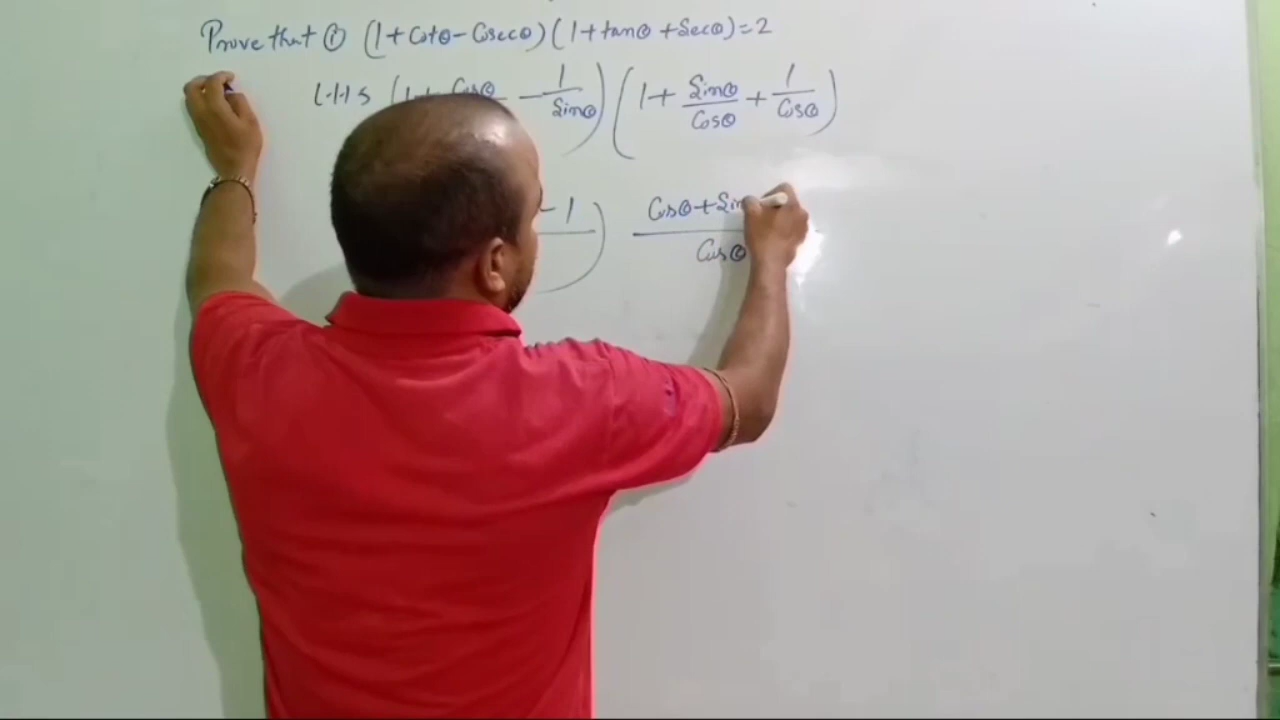 Prove that ① (1+Cotθ-Cosecθ)(1+tanθ+Secθ)=2
L.H.S (1+ Cosθ - 1/Sinθ) (1+ Sinθ/Cosθ + 1/Cosθ)
-1) Cosθ+Sin / Cosθ